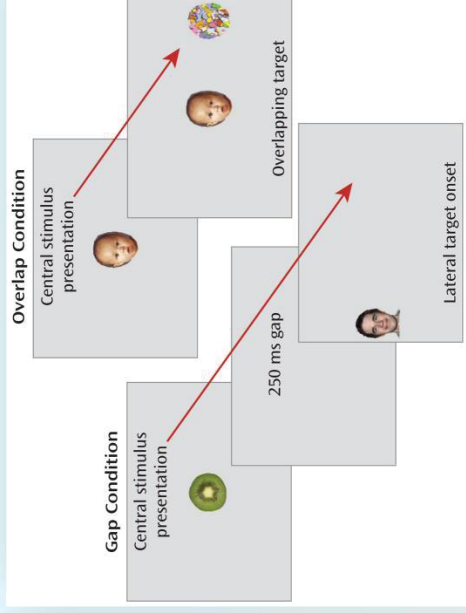 Gap Condition
Central stimulus
presentation
250 ms gap
Lateral target onset
Overlap Condition
Central stimulus
presentation
Overlapping target